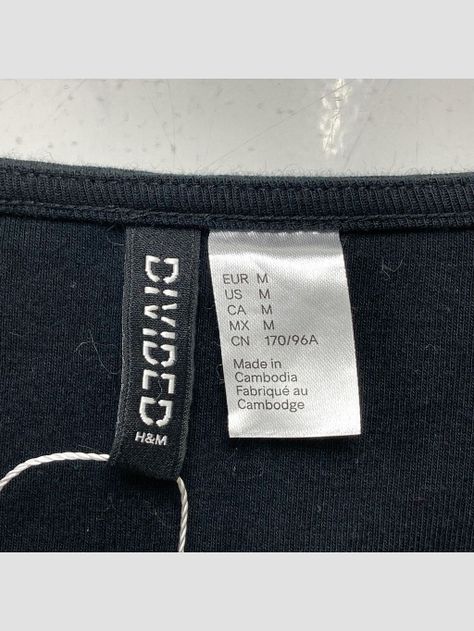 DIVIDED
H&M
EUR M
US M
CA M
MX M
CN 170/96A
Made in
Cambodia
Fabriqué au
Cambodge